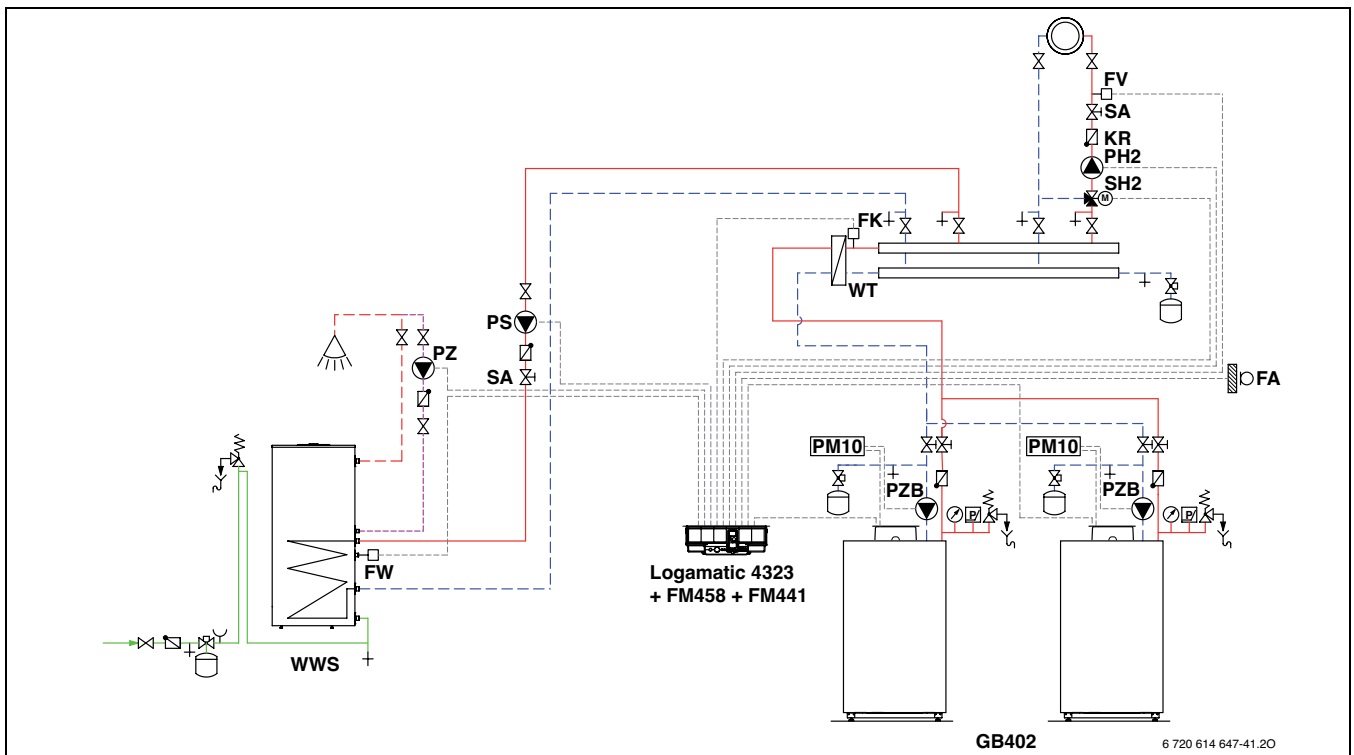 FV
SA
KR
PH2
SH2
M
FK
WT
PS
PZ
SA
FA
PM10
PM10
PZB
PZB
P
P
FW
Logamatic 4323
+ FM458 + FM441
WWS
GB402
6 720 614 647-41.2O